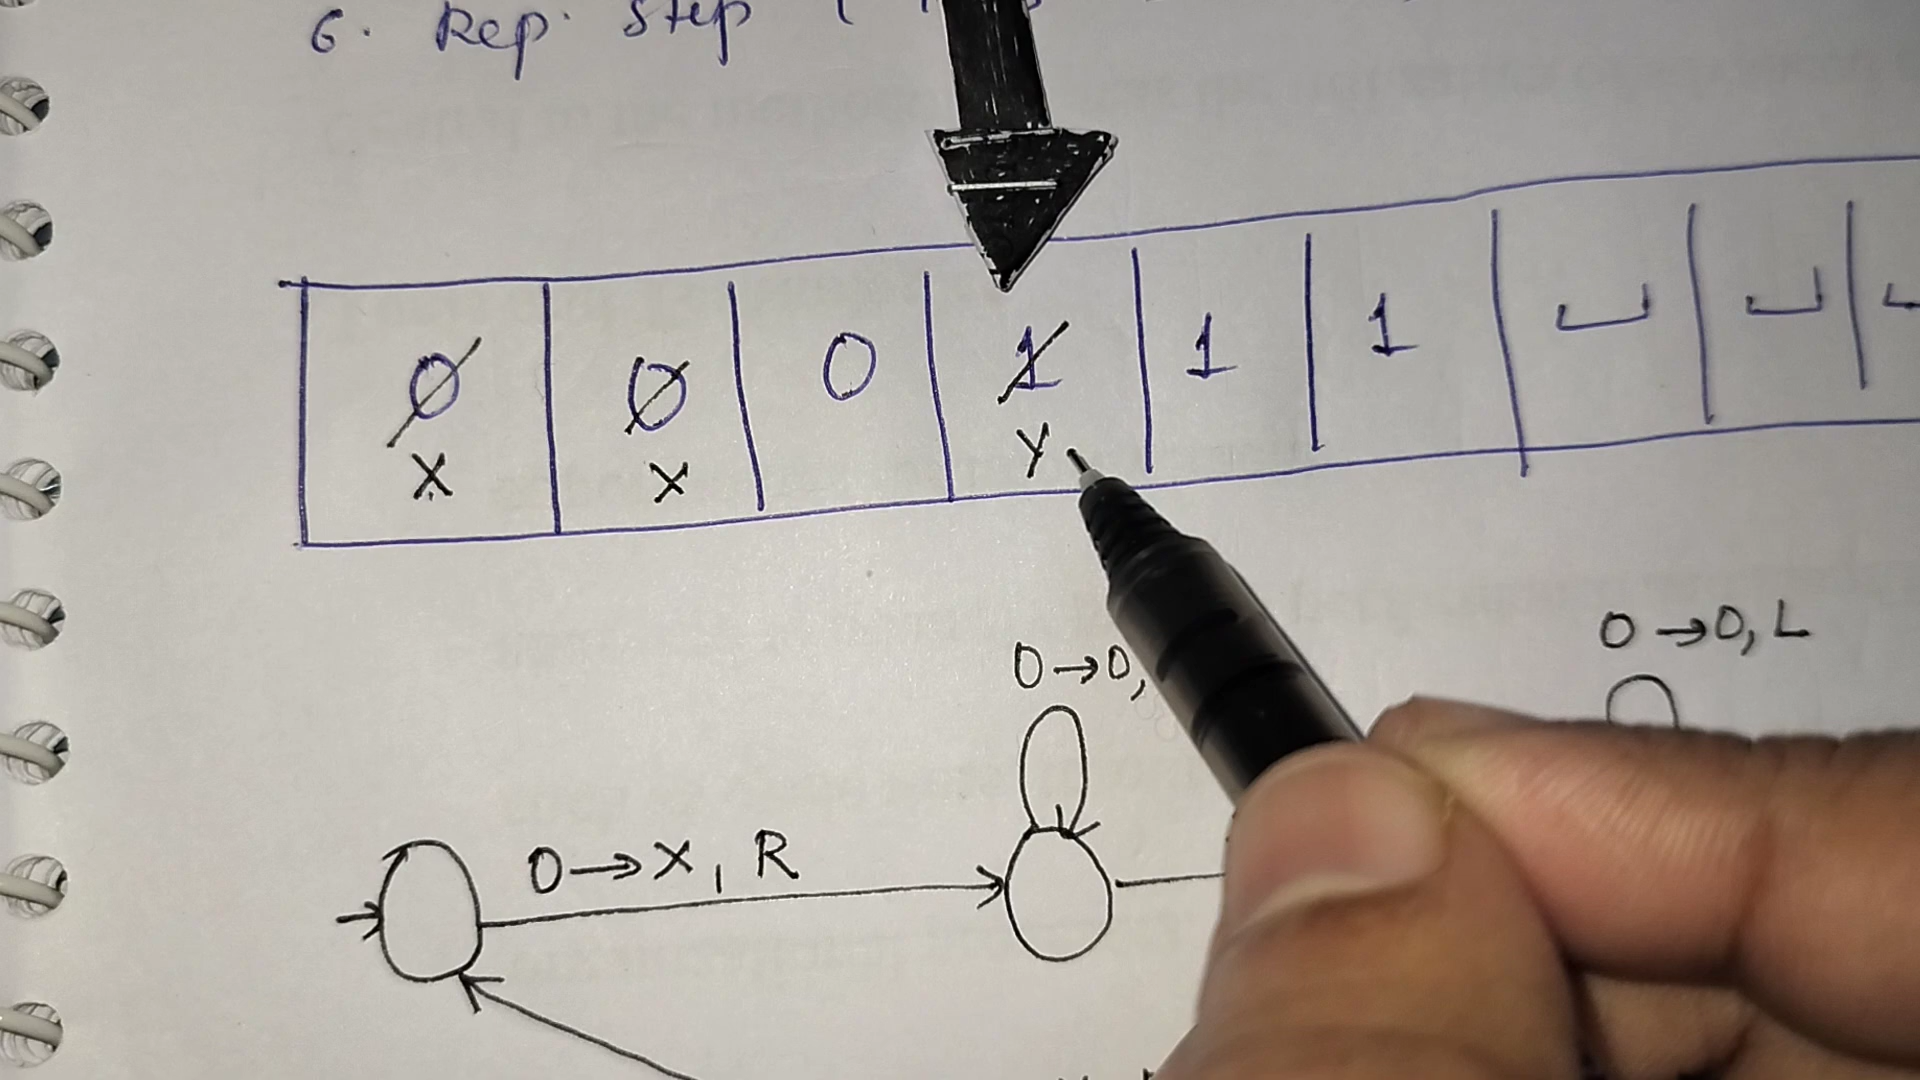 6. Rep. Step
0 0 0 1 1 1 ⊔ ⊔ ⊔
X X Y
0→0, L
0→0,
0→X, R